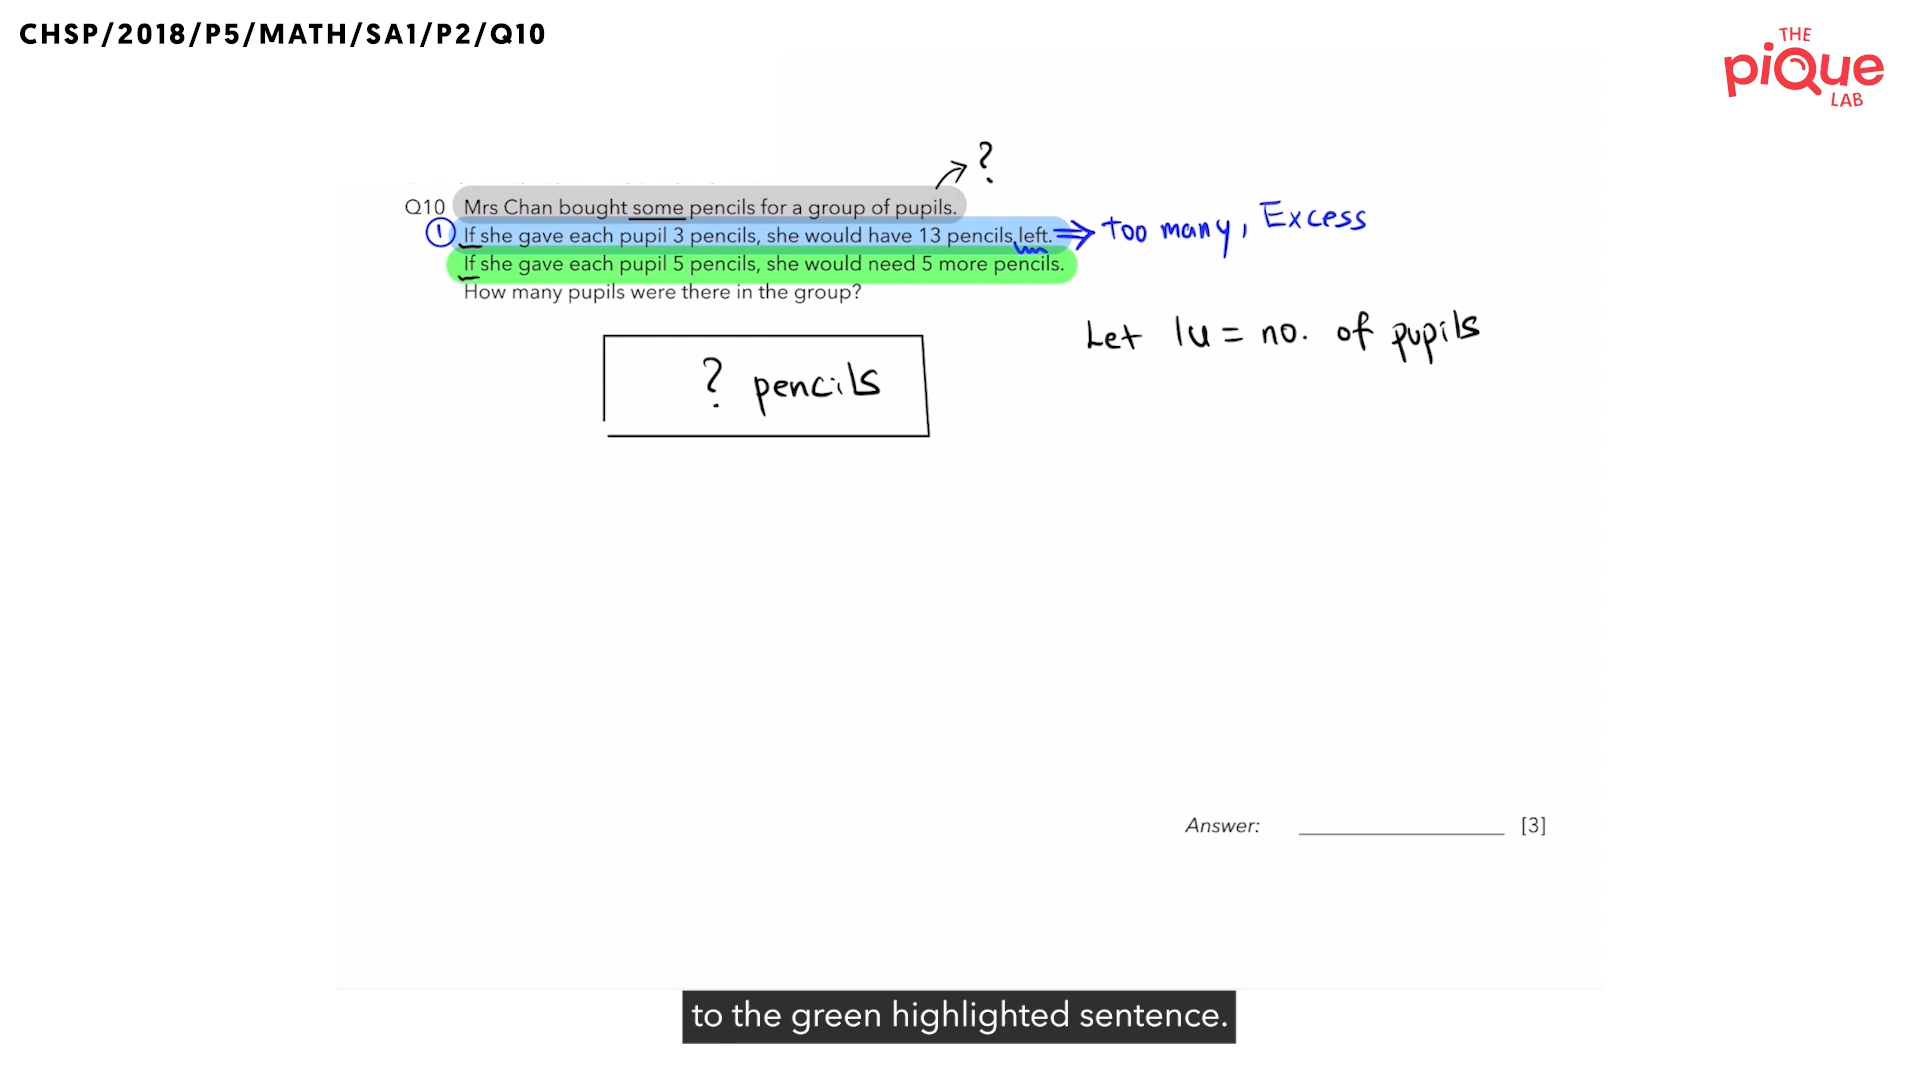 CHSP/2018/P5/MATH/SA1/P2/Q10
THE
piQue
LAB
?
Q10 Mrs Chan bought some pencils for a group of pupils.
1 If she gave each pupil 3 pencils, she would have 13 pencils left. ⇒ too many, Excess
If she gave each pupil 5 pencils, she would need 5 more pencils.
How many pupils were there in the group?
Let 1u = no. of pupils
? pencils
Answer: ____________ [3]
to the green highlighted sentence.